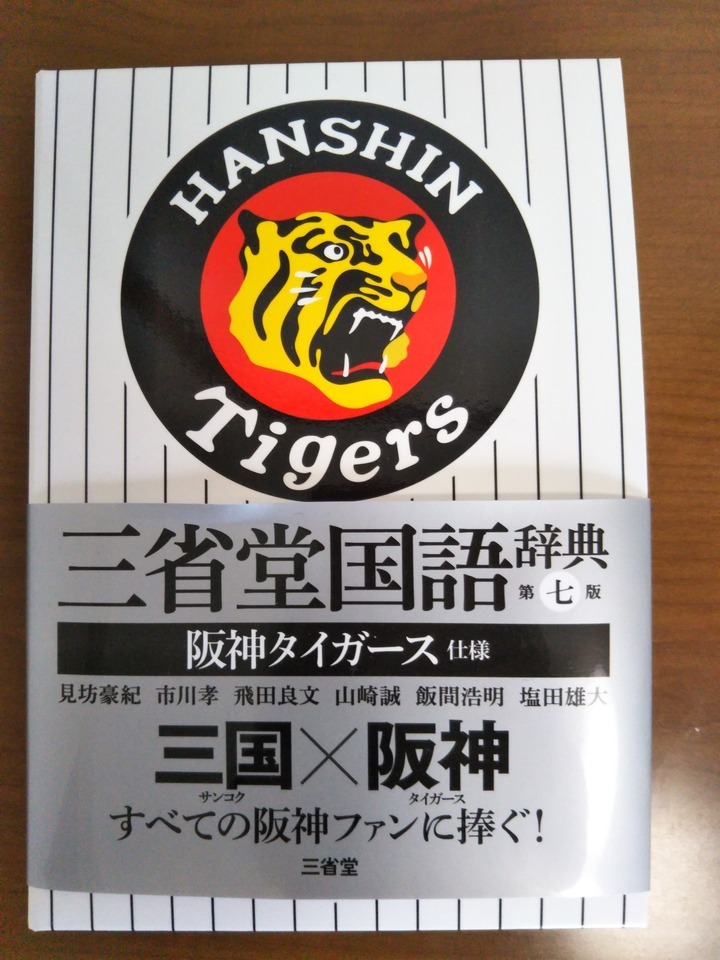 HANSHIN
Tigers
三省堂国語辞典
第七版
阪神タイガース仕様
見坊豪紀 市川孝 飛田良文 山崎誠 飯間浩明 塩田雄大
三国×阪神
サンコク タイガース
すべての阪神ファンに捧ぐ!
三省堂